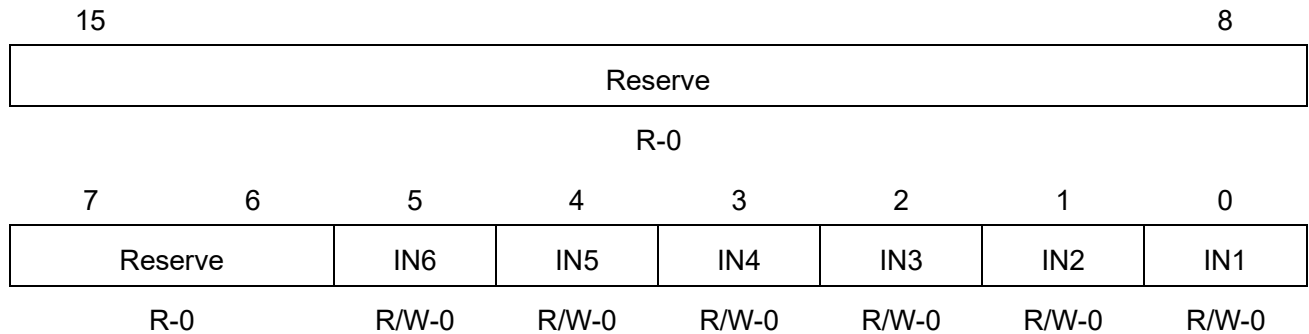 15 8
Reserve
R-0
7 6 5 4 3 2 1 0
Reserve IN6 IN5 IN4 IN3 IN2 IN1
R-0 R/W-0 R/W-0 R/W-0 R/W-0 R/W-0 R/W-0